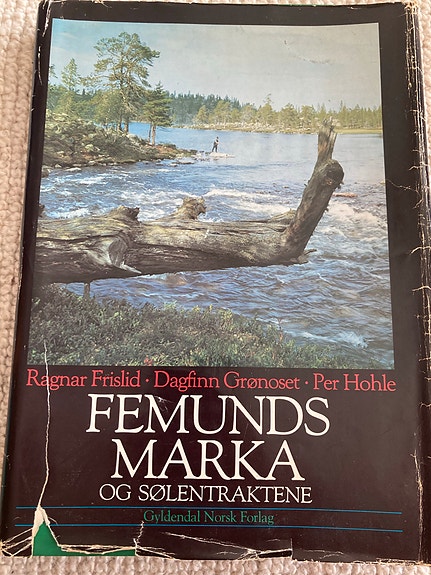 Ragnar Frislid · Dagfinn Grønoset · Per Hohle
FEMUNDS
MARKA
OG SØLENTRAKTENE
Gyldendal Norsk Forlag